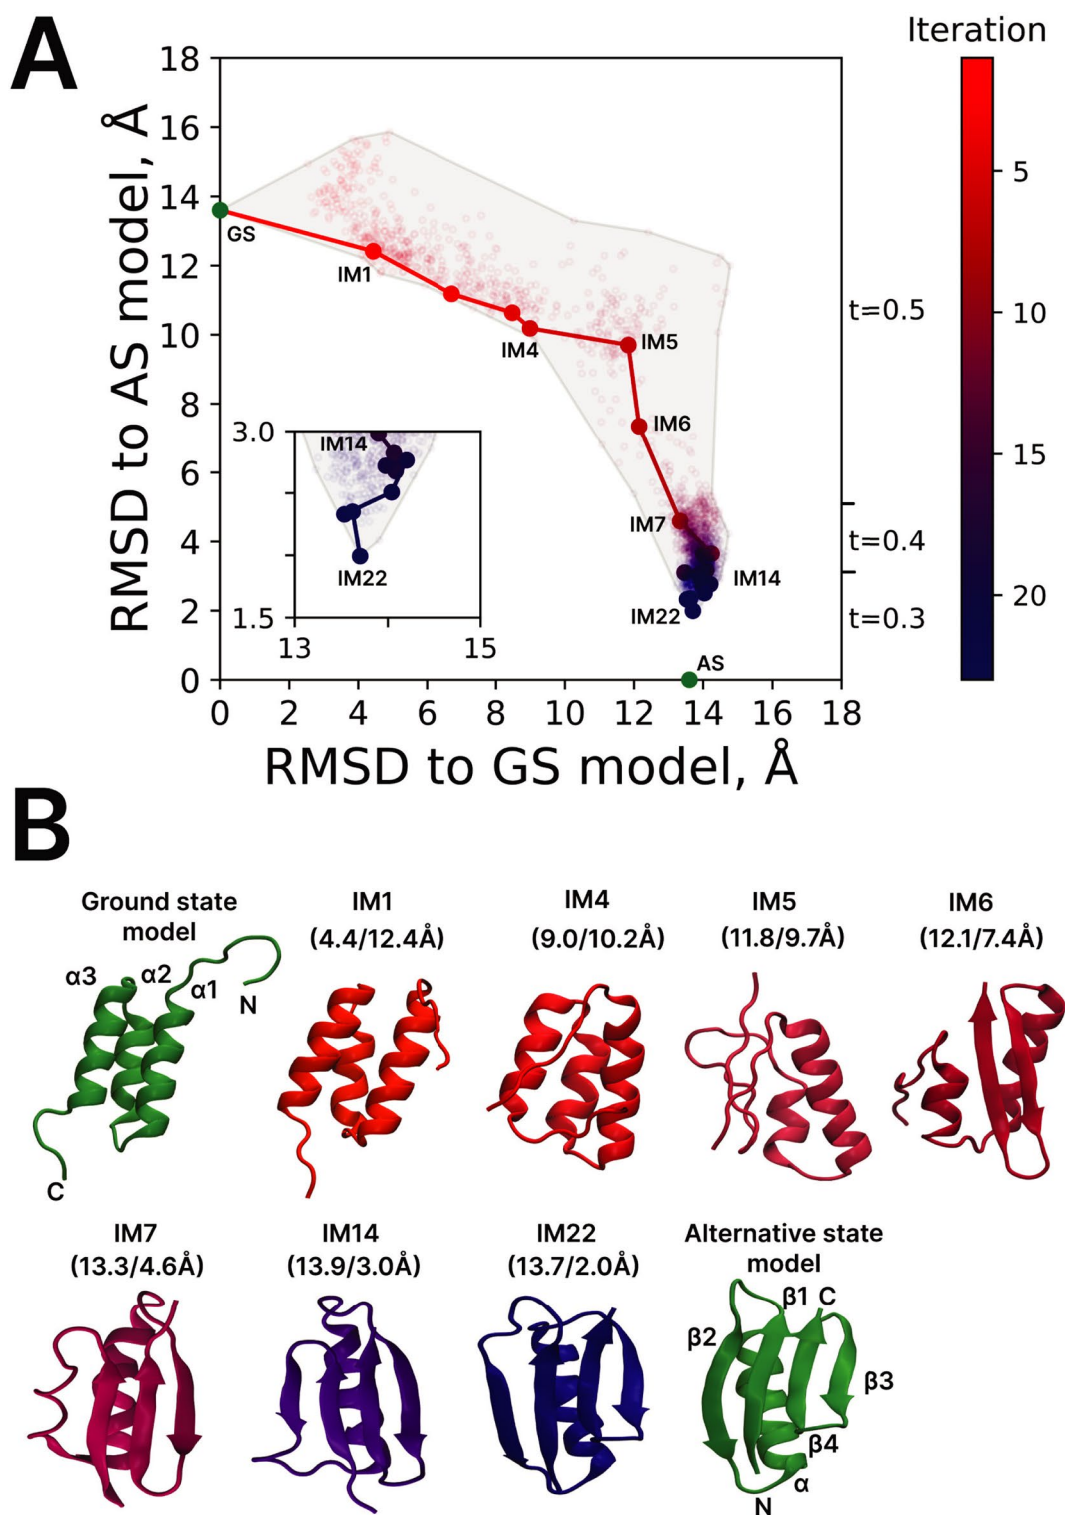 A
Iteration
RMSD to AS model, Å
18
16
14
12
10
8
6
4
2
0
GS
IM1
IM4
IM5
IM6
IM7
IM14
IM22
AS
3.0
1.5
IM14
IM22
13
15
0
2
4
6
8
10
12
14
16
18
RMSD to GS model, Å
t=0.5
t=0.4
t=0.3
5
10
15
20
B
Ground state
model
α3
α2
α1
N
C
IM1
(4.4/12.4Å)
IM4
(9.0/10.2Å)
IM5
(11.8/9.7Å)
IM6
(12.1/7.4Å)
IM7
(13.3/4.6Å)
IM14
(13.9/3.0Å)
IM22
(13.7/2.0Å)
Alternative state
model
β1
C
β2
β3
β4
α
N